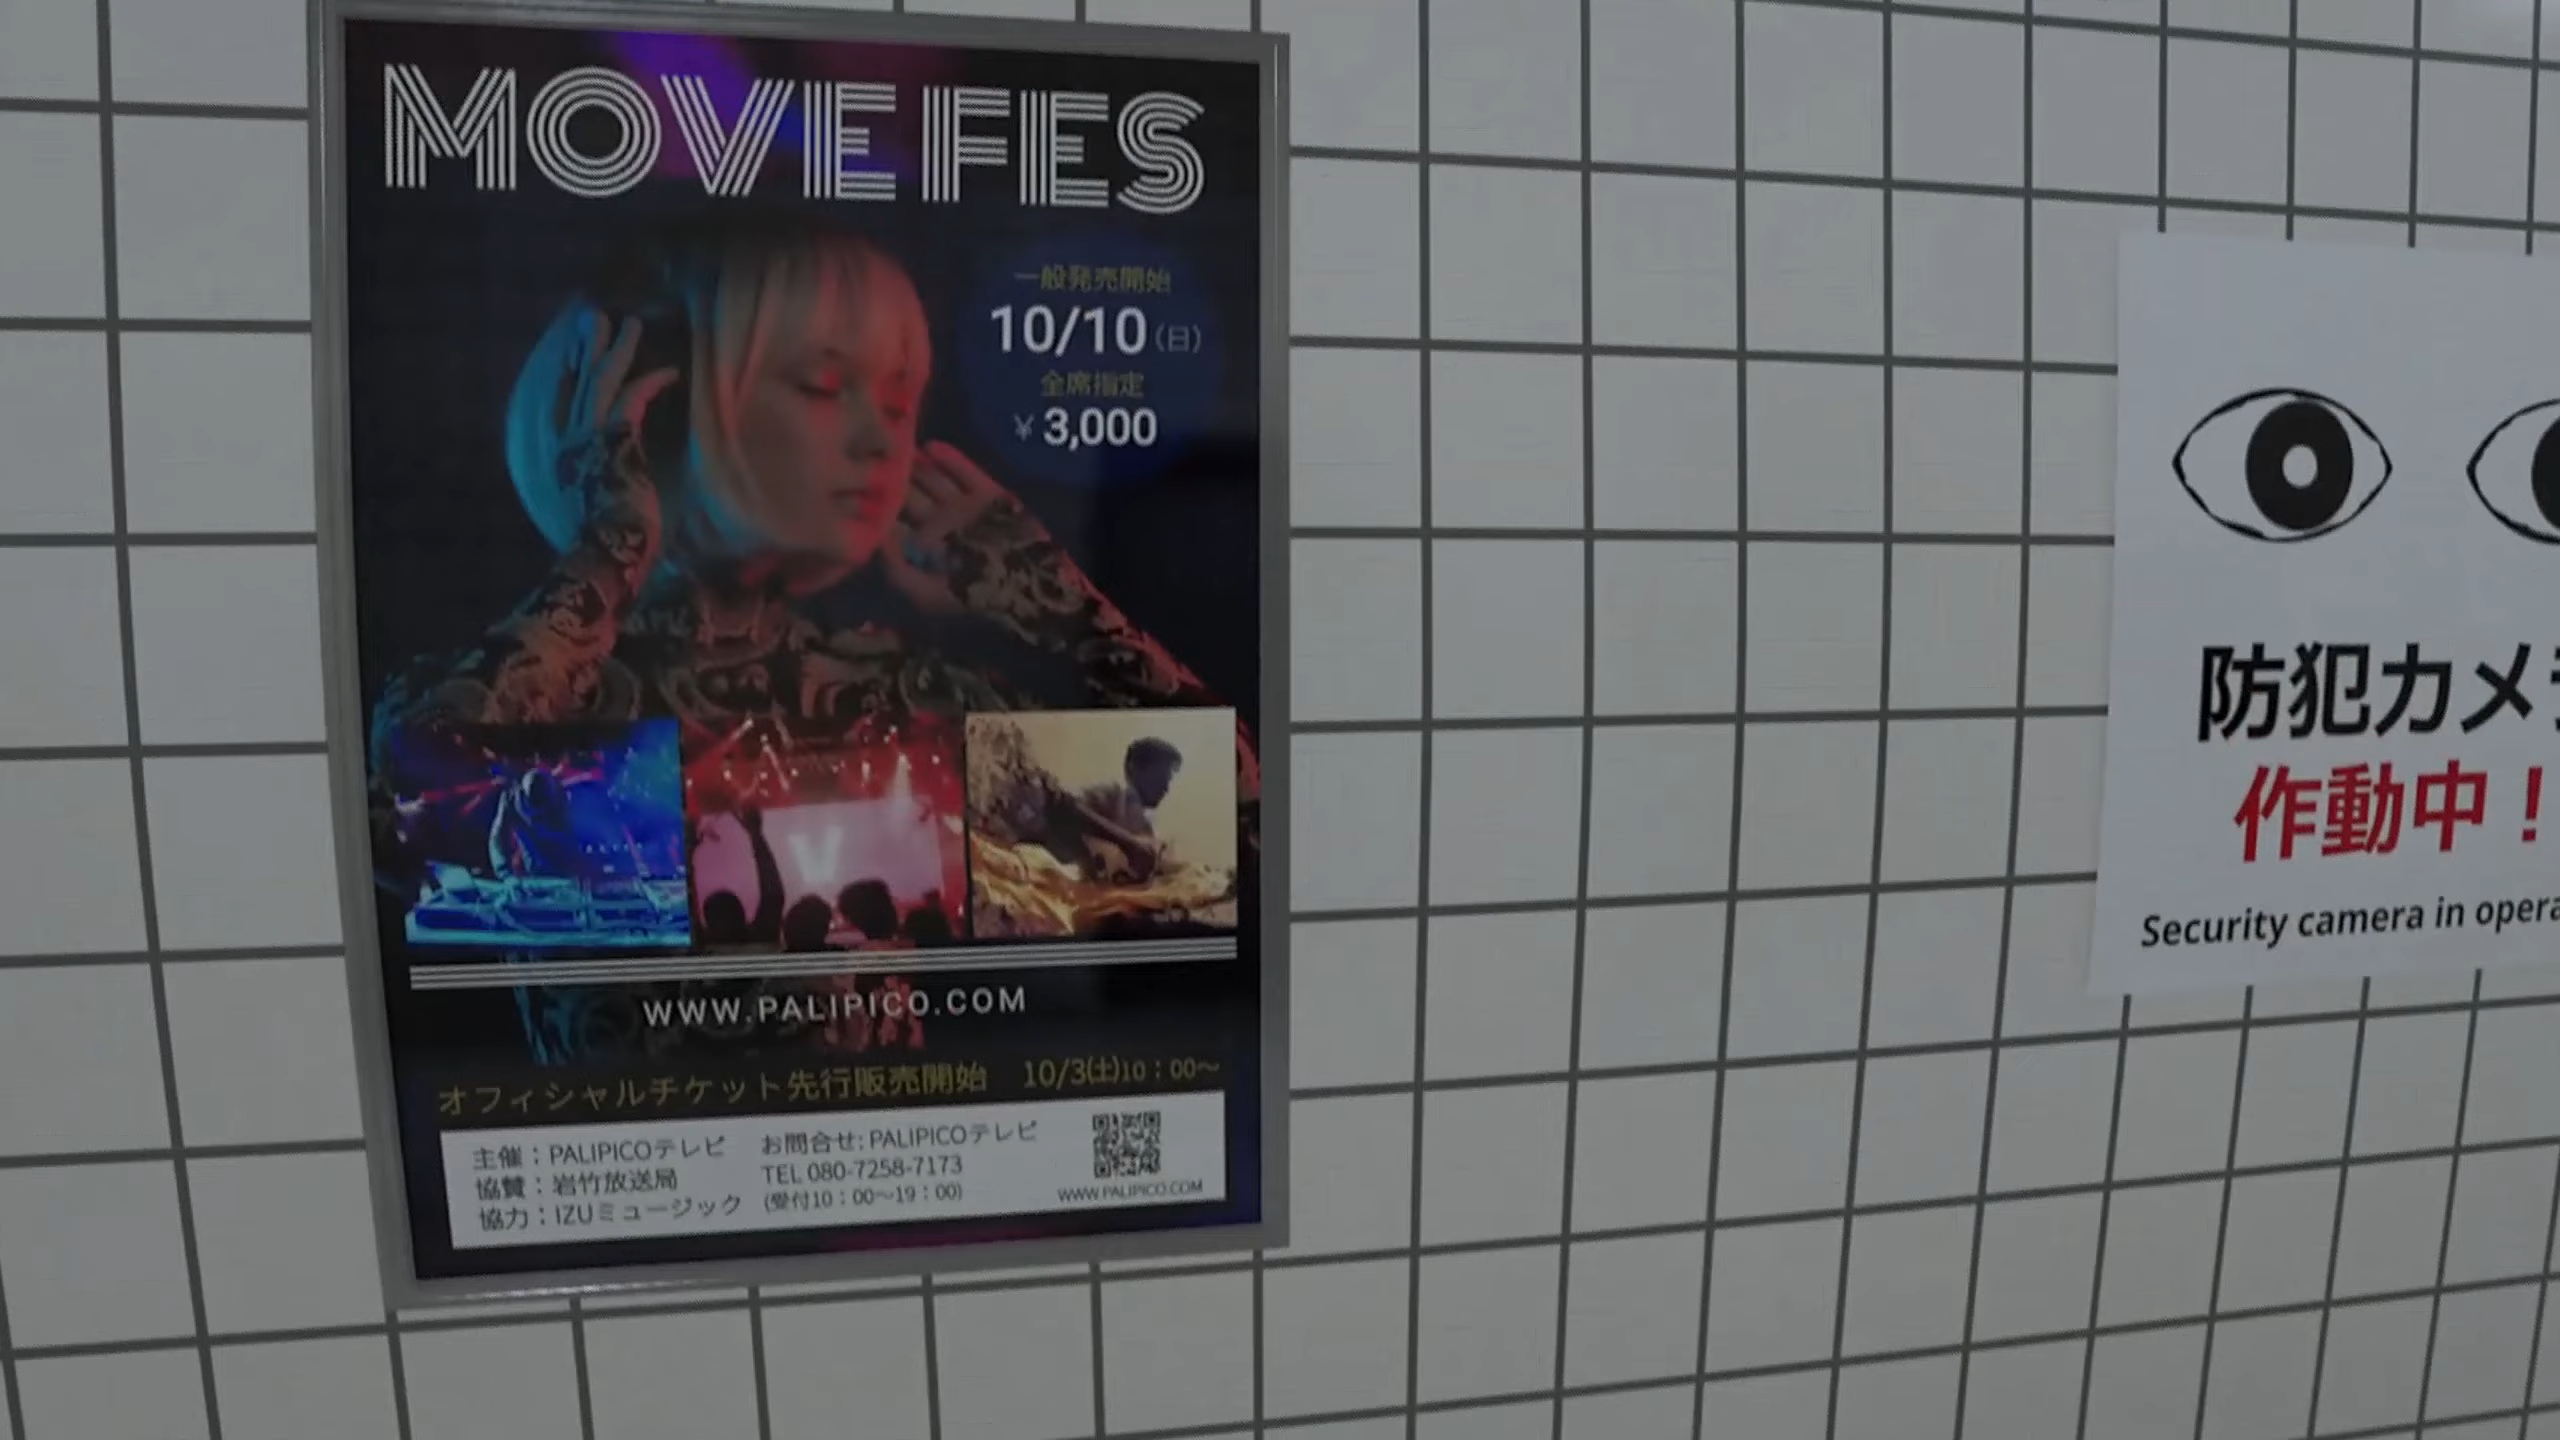 MOVE FES
一般発売開始
10/10(日)
全席指定
¥3,000
WWW.PALIPICO.COM
オフィシャルチケット先行販売開始 10/3(土)10：00～
主催：PALIPICOテレビ
協賛：岩竹放送局
協力：IZUミュージック
お問合せ: PALIPICOテレビ
TEL 080-7258-7173
(受付10：00～19：00)
WWW.PALIPICO.COM
防犯カメラ
作動中！
Security camera in opera